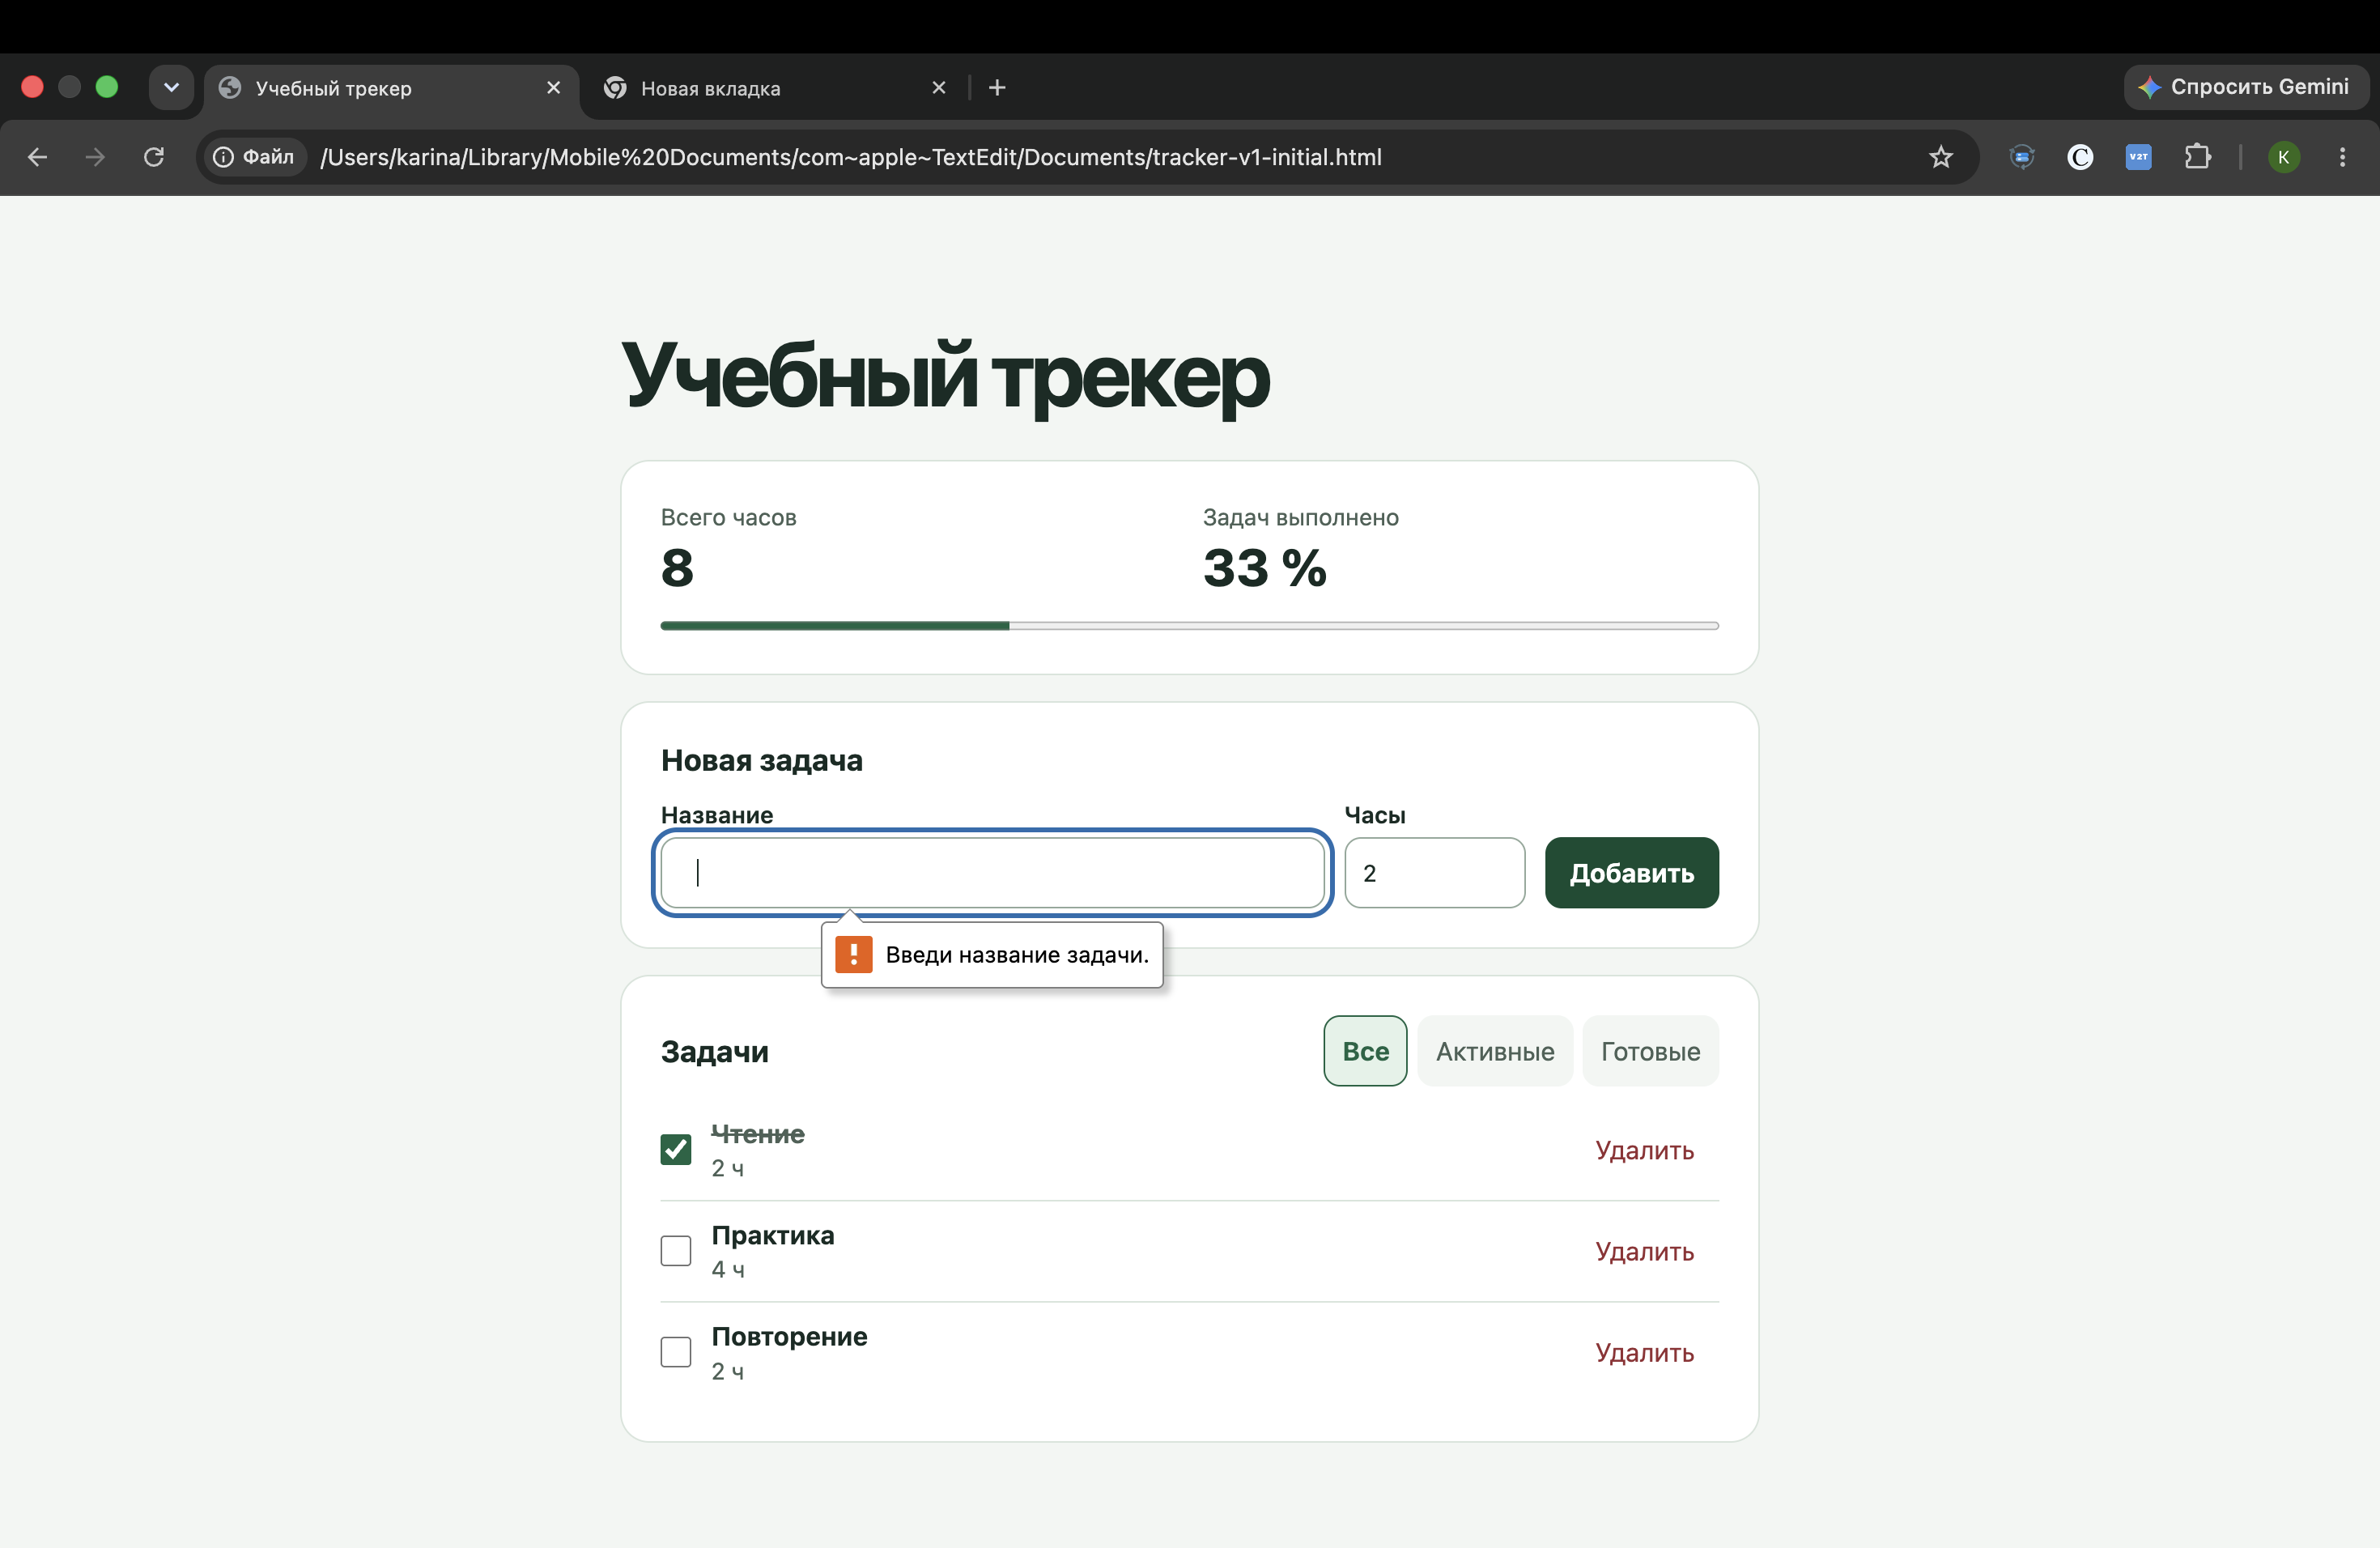 Учебный трекер
Новая вкладка
Спросить Gemini
Файл
/Users/karina/Library/Mobile%20Documents/com~apple~TextEdit/Documents/tracker-v1-initial.html
C
V2T
K
Учебный трекер
Всего часов
Задач выполнено
8
33 %
Новая задача
Название
Часы
2
Добавить
! Введи название задачи.
Задачи
Все
Активные
Готовые
Чтение
2 ч
Удалить
Практика
4 ч
Удалить
Повторение
2 ч
Удалить